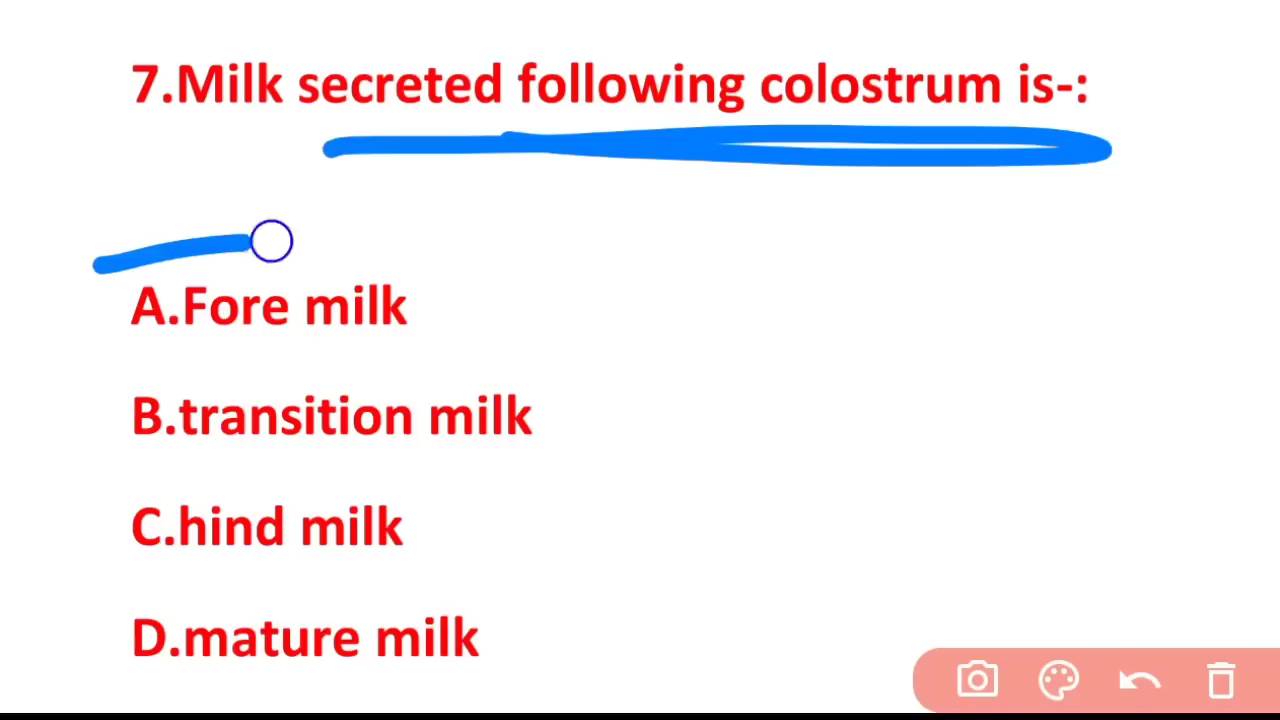 7.Milk secreted following colostrum is-:
A.Fore milk
B.transition milk
C.hind milk
D.mature milk